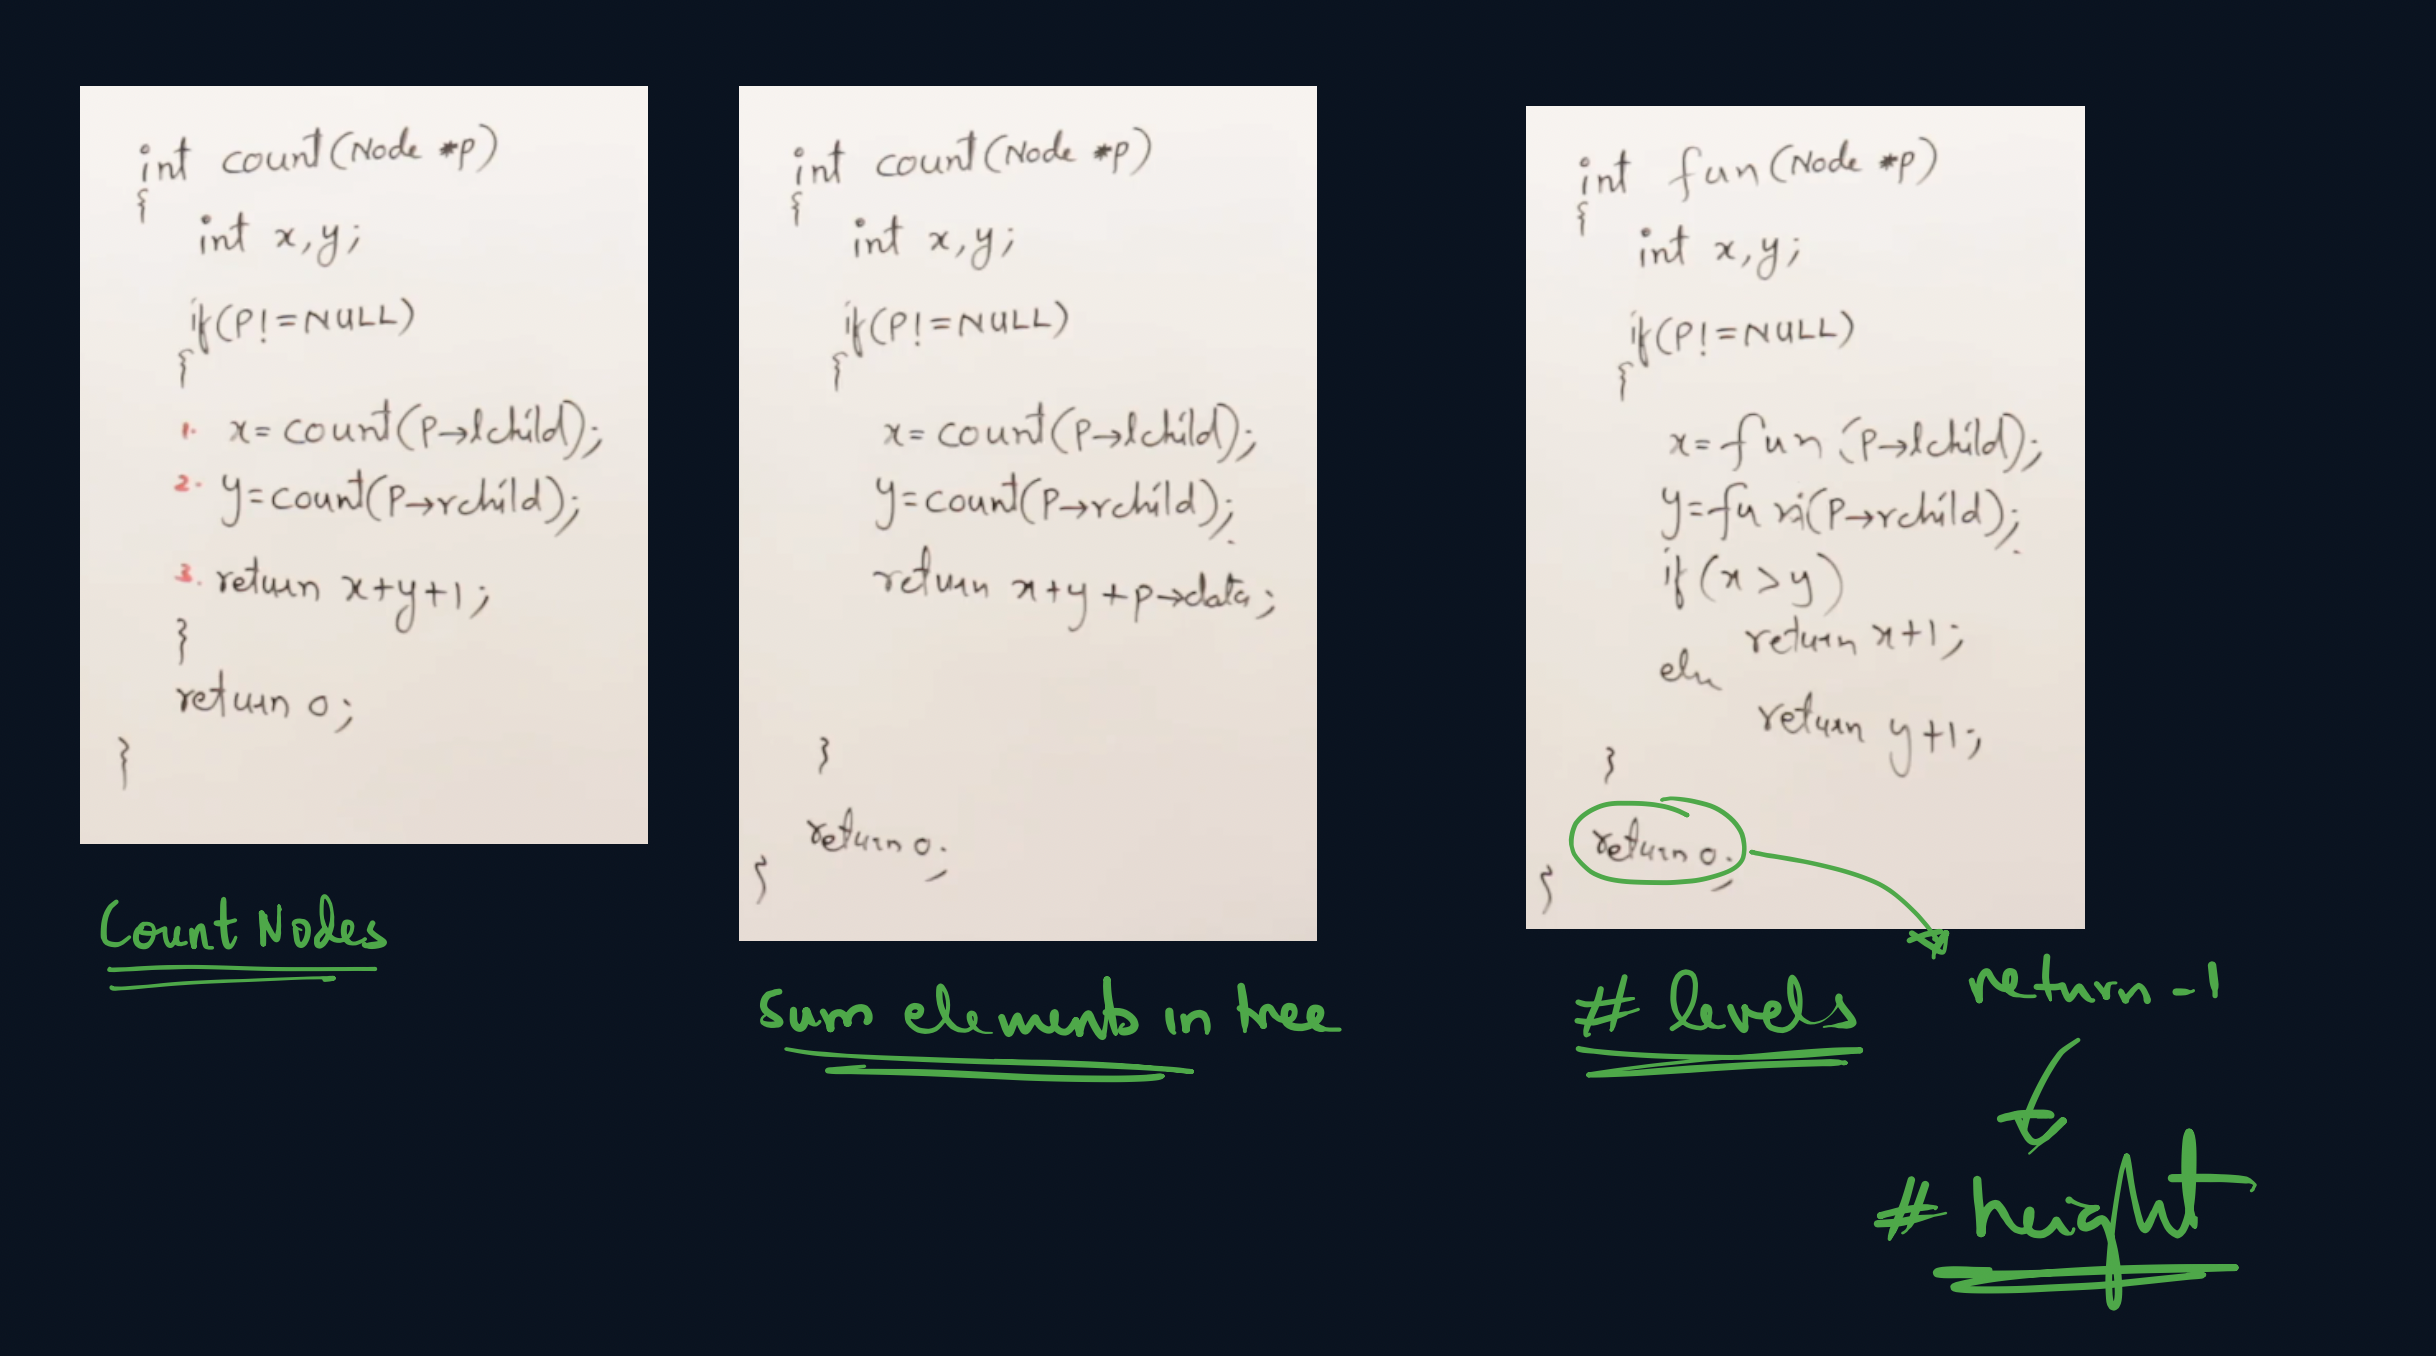 int count(Node *p)
{
int x,y;
if(P!=NULL)
{
1. x=count(P→lchild);
2. y=count(P→rchild);
3. return x+y+1;
}
return 0;
}
Count Nodes
int count(Node *p)
{
int x,y;
if(P!=NULL)
{
x=count(P→lchild);
y=count(P→rchild);
return x+y+p→data;
}
return 0;
}
Sum elements in tree
int fun(Node *p)
{
int x,y;
if(P!=NULL)
{
x=fun(P→lchild);
y=fun(P→rchild);
if(x>y)
return x+1;
else
return y+1;
}
return 0;
}
# levels
return -1
# height